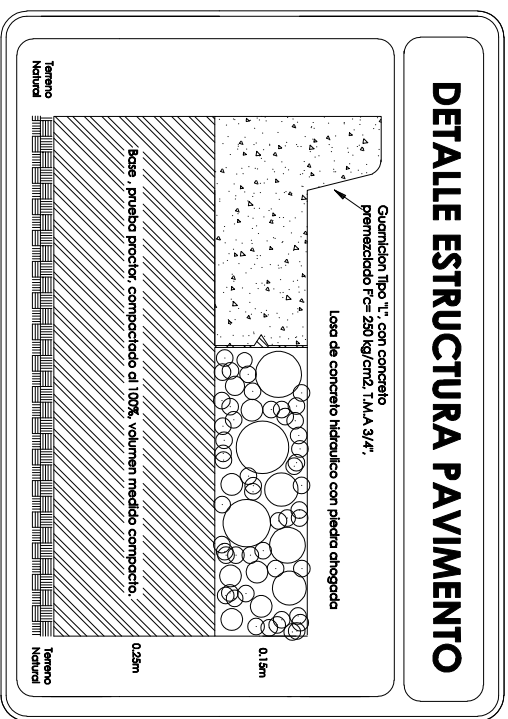 DETALLE ESTRUCTURA PAVIMENTO
Guarnicion Tipo "L", con concreto
premezclado F'c= 250 kg/cm2, T.M.A 3/4",
Losa de concreto hidraulico con piedra ahogada
0.15m
Base , prueba proctor, compactado al 100%, volumen medido compacto,
0.25m
Terreno
Natural
Terreno
Natural